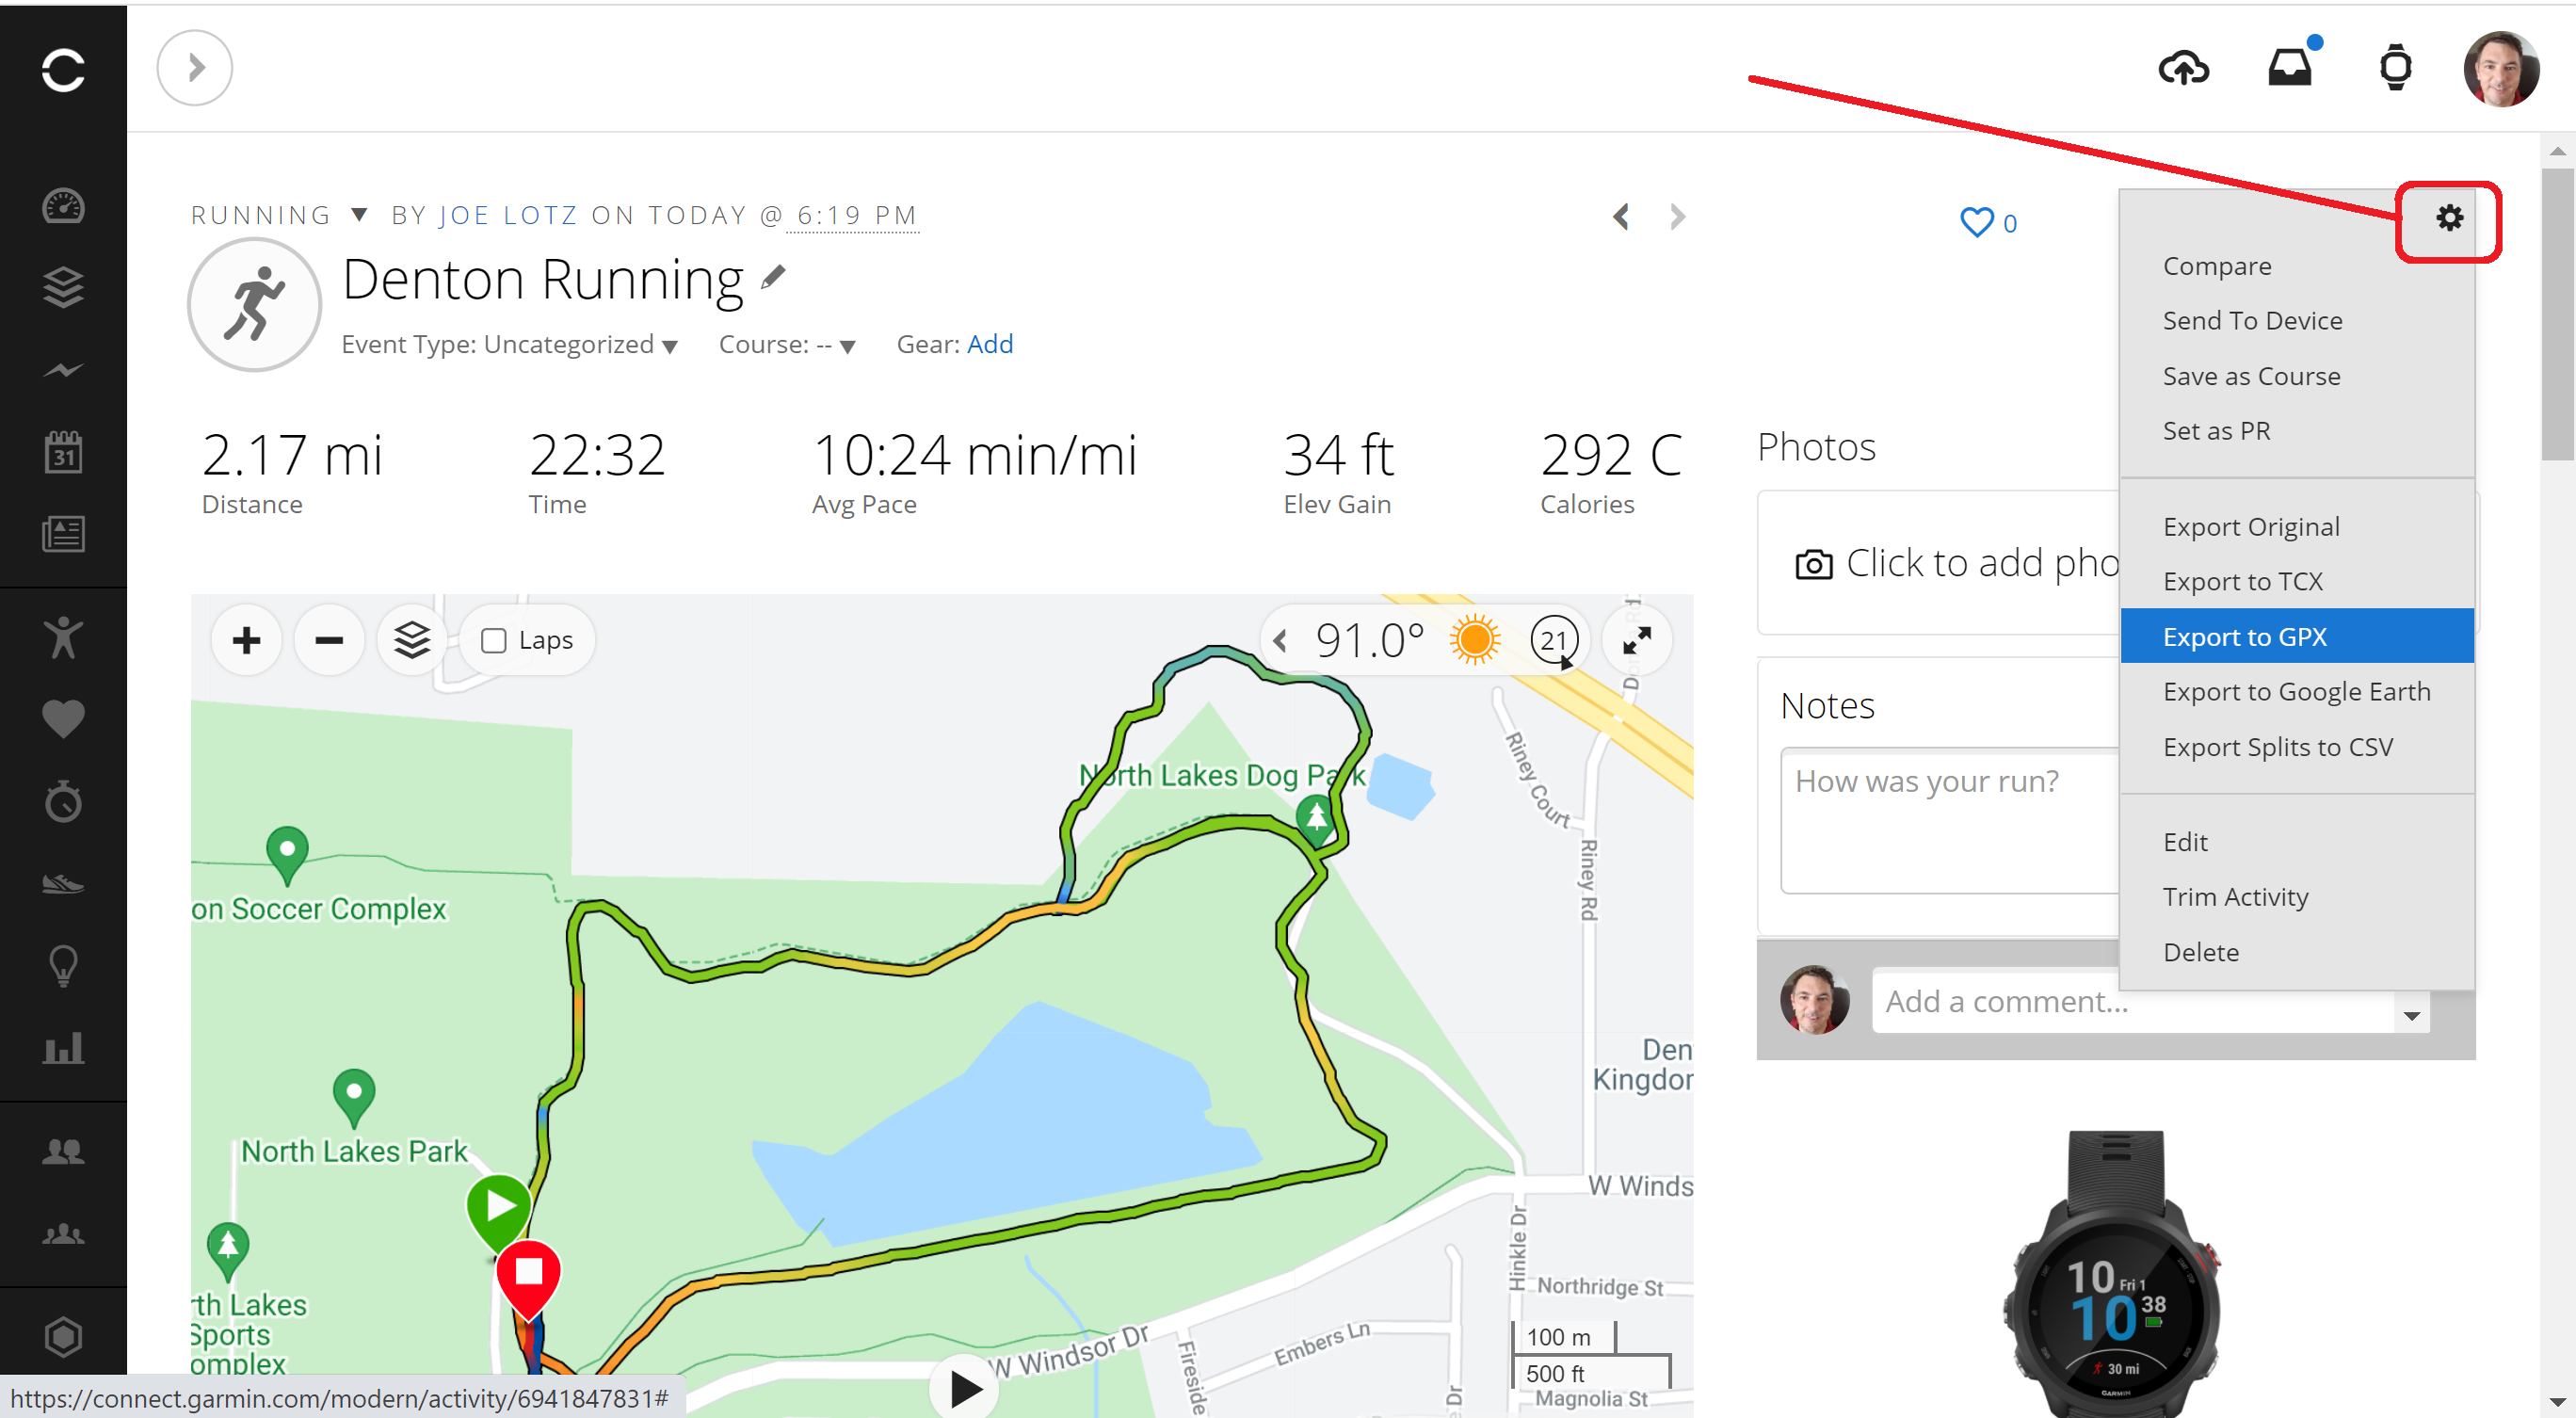 RUNNING ▼ BY JOE LOTZ ON TODAY @ 6:19 PM
Denton Running
Event Type: Uncategorized ▼ Course: -- ▼ Gear: Add
0
2.17 mi
Distance
22:32
Time
10:24 min/mi
Avg Pace
34 ft
Elev Gain
292 C
Calories
31
Compare
Send To Device
Save as Course
Set as PR
Export Original
Export to TCX
Export to GPX
Export to Google Earth
Export Splits to CSV
Edit
Trim Activity
Delete
Photos
Click to add pho
Notes
How was your run?
Add a comment...
Laps
91.0°
21
North Lakes Dog Park
Riney Court
Riney Rd
on Soccer Complex
North Lakes Park
Den
Kingdor
W Winds
Hinkle Dr
Northridge St
rth Lakes
Sports
omplex
W Windsor Dr
Fireside
Embers Ln
100 m
500 ft
Dr
Magnolia St
10 Fri 1
10 38
30 mi
GARMIN
https://connect.garmin.com/modern/activity/6941847831#